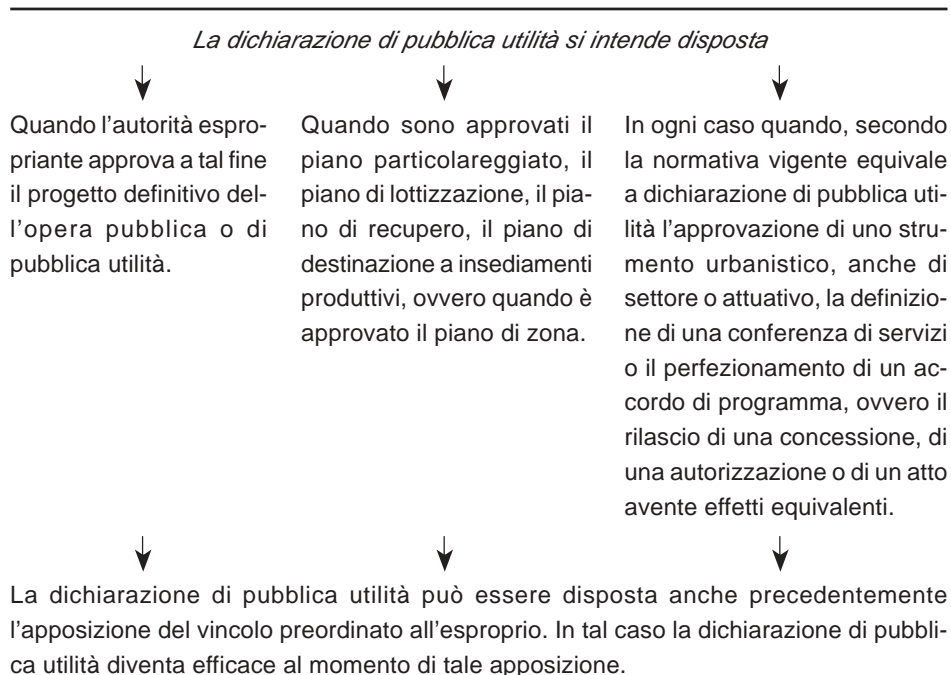 La dichiarazione di pubblica utilità si intende disposta
Quando l'autorità espro-
priante approva a tal fine
il progetto definitivo del-
l'opera pubblica o di
pubblica utilità.
Quando sono approvati il
piano particolareggiato, il
piano di lottizzazione, il pia-
no di recupero, il piano di
destinazione a insediamenti
produttivi, ovvero quando è
approvato il piano di zona.
In ogni caso quando, secondo
la normativa vigente equivale
a dichiarazione di pubblica uti-
lità l'approvazione di uno stru-
mento urbanistico, anche di
settore o attuativo, la definizio-
ne di una conferenza di servizi
o il perfezionamento di un ac-
cordo di programma, ovvero il
rilascio di una concessione, di
una autorizzazione o di un atto
avente effetti equivalenti.
La dichiarazione di pubblica utilità può essere disposta anche precedentemente
l'apposizione del vincolo preordinato all'esproprio. In tal caso la dichiarazione di pubbli-
ca utilità diventa efficace al momento di tale apposizione.